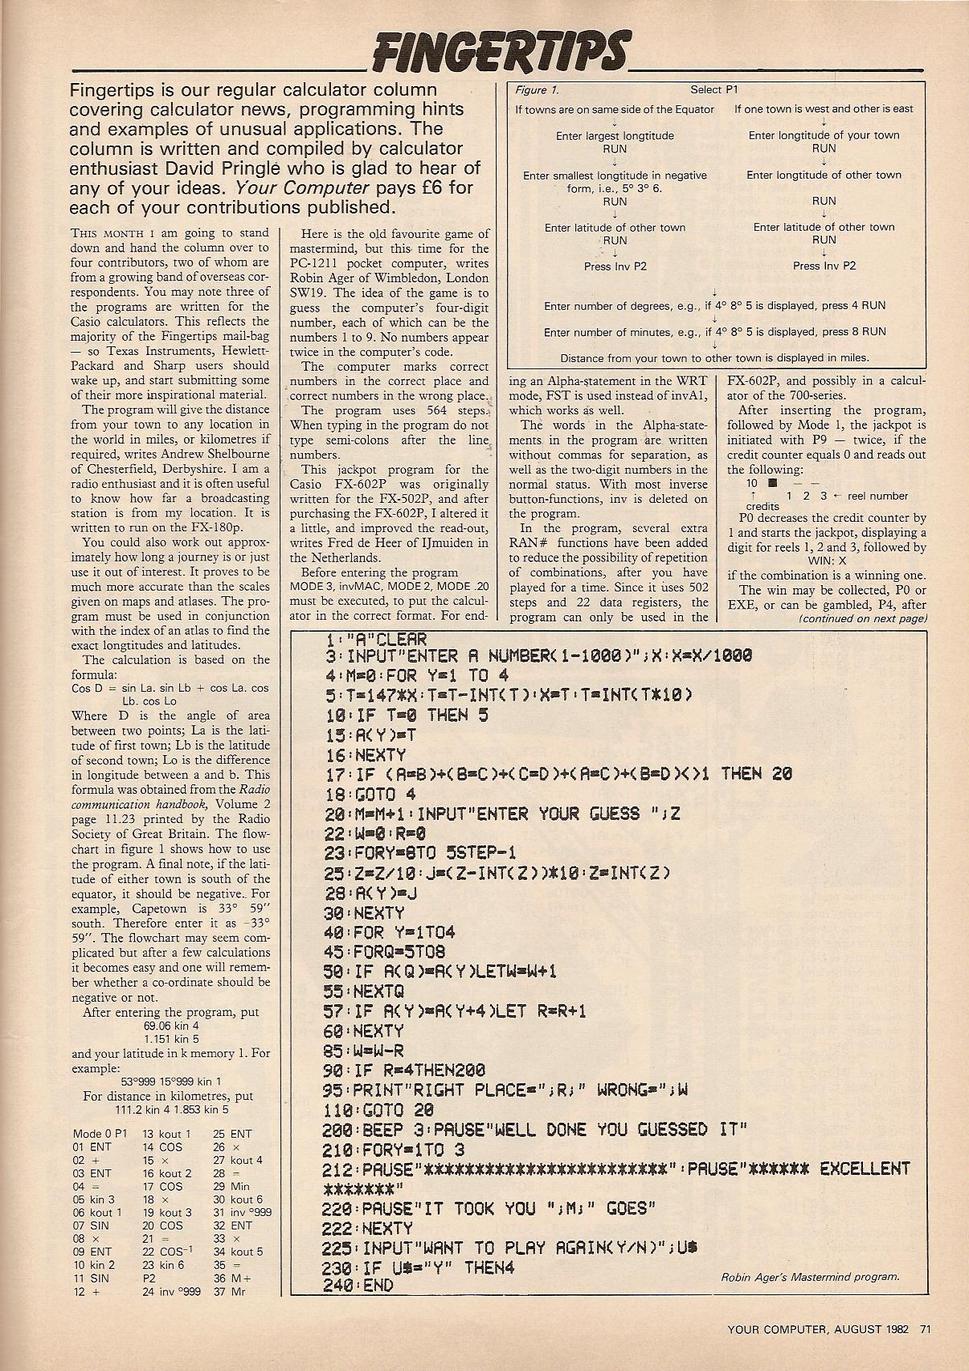 FINGERTIPS
Fingertips is our regular calculator column
covering calculator news, programming hints
and examples of unusual applications. The
column is written and compiled by calculator
enthusiast David Pringle who is glad to hear of
any of your ideas. Your Computer pays £6 for
each of your contributions published.
THIS MONTH I am going to stand
down and hand the column over to
four contributors, two of whom are
from a growing band of overseas cor-
respondents. You may note three of
the programs are written for the
Casio calculators. This reflects the
majority of the Fingertips mail-bag
— so Texas Instruments, Hewlett-
Packard and Sharp users should
wake up, and start submitting some
of their more inspirational material.
The program will give the distance
from your town to any location in
the world in miles, or kilometres if
required, writes Andrew Shelbourne
of Chesterfield, Derbyshire. I am a
radio enthusiast and it is often useful
to know how far a broadcasting
station is from my location. It is
written to run on the FX-180p.
You could also work out approx-
imately how long a journey is or just
use it out of interest. It proves to be
much more accurate than the scales
given on maps and atlases. The pro-
gram must be used in conjunction
with the index of an atlas to find the
exact longtitudes and latitudes.
The calculation is based on the
formula:
Cos D = sin La. sin Lb + cos La. cos
Lb. cos Lo
Where D is the angle of area
between two points; La is the lati-
tude of first town; Lb is the latitude
of second town; Lo is the difference
in longitude between a and b. This
formula was obtained from the Radio
communication handbook, Volume 2
page 11.23 printed by the Radio
Society of Great Britain. The flow-
chart in figure 1 shows how to use
the program. A final note, if the lati-
tude of either town is south of the
equator, it should be negative. For
example, Capetown is 33° 59"
south. Therefore enter it as -33°
59". The flowchart may seem com-
plicated but after a few calculations
it becomes easy and one will remem-
ber whether a co-ordinate should be
negative or not.
After entering the program, put
69.06 kin 4
1.151 kin 5
and your latitude in k memory 1. For
example:
53°999 15°999 kin 1
For distance in kilometres, put
111.2 kin 4 1.853 kin 5
Mode 0 P1 13 kout 1 25 ENT
01 ENT 14 COS 26 ×
02 + 15 × 27 kout 4
03 ENT 16 kout 2 28 =
04 = 17 COS 29 Min
05 kin 3 18 × 30 kout 6
06 kout 1 19 kout 3 31 inv °999
07 SIN 20 COS 32 ENT
08 × 21 = 33 ×
09 ENT 22 COS-1 34 kout 5
10 kin 2 23 kin 6 35 =
11 SIN P2 36 M+
12 + 24 inv °999 37 Mr
Here is the old favourite game of
mastermind, but this time for the
PC-1211 pocket computer, writes
Robin Ager of Wimbledon, London
SW19. The idea of the game is to
guess the computer's four-digit
number, each of which can be the
numbers 1 to 9. No numbers appear
twice in the computer's code.
The computer marks correct
numbers in the correct place and
correct numbers in the wrong place.
The program uses 564 steps.
When typing in the program do not
type semi-colons after the line
numbers.
This jackpot program for the
Casio FX-602P was originally
written for the FX-502P, and after
purchasing the FX-602P, I altered it
a little, and improved the read-out,
writes Fred de Heer of IJmuiden in
the Netherlands.
Before entering the program
MODE 3, invMAC, MODE 2, MODE .20
must be executed, to put the calcul-
ator in the correct format. For end-
Figure 1. Select P1
If towns are on same side of the Equator If one town is west and other is east
↓ ↓
Enter largest longtitude Enter longtitude of your town
RUN RUN
↓ ↓
Enter smallest longtitude in negative Enter longtitude of other town
form, i.e., 5° 3° 6.
RUN RUN
↓ ↓
Enter latitude of other town Enter latitude of other town
RUN RUN
↓ ↓
Press Inv P2 Press Inv P2
↓
Enter number of degrees, e.g., if 4° 8° 5 is displayed, press 4 RUN
↓
Enter number of minutes, e.g., if 4° 8° 5 is displayed, press 8 RUN
↓
Distance from your town to other town is displayed in miles.
ing an Alpha-statement in the WRT
mode, FST is used instead of invA1,
which works as well.
The words in the Alpha-state-
ments in the program are written
without commas for separation, as
well as the two-digit numbers in the
normal status. With most inverse
button-functions, inv is deleted on
the program.
In the program, several extra
RAN# functions have been added
to reduce the possibility of repetition
of combinations, after you have
played for a time. Since it uses 502
steps and 22 data registers, the
program can only be used in the
FX-602P, and possibly in a calcul-
ator of the 700-series.
After inserting the program,
followed by Mode 1, the jackpot is
initiated with P9 — twice, if the
credit counter equals 0 and reads out
the following:
10 ■ – –
↑ 1 2 3 ← reel number
credits
P0 decreases the credit counter by
1 and starts the jackpot, displaying a
digit for reels 1, 2 and 3, followed by
WIN: X
if the combination is a winning one.
The win may be collected, P0 or
EXE, or can be gambled, P4, after
(continued on next page)
1:"A"CLEAR
3:INPUT"ENTER A NUMBER(1-1000)";X:X=X/1000
4:M=0:FOR Y=1 TO 4
5:T=147*X:T=T-INT(T):X=T:T=INT(T*10)
10:IF T=0 THEN 5
15:A(Y)=T
16:NEXTY
17:IF (A=B)+(B=C)+(C=D)+(A=C)+(B=D)<>1 THEN 20
18:GOTO 4
20:M=M+1:INPUT"ENTER YOUR GUESS ";Z
22:W=0:R=0
23:FORY=8TO 5STEP-1
25:Z=Z/10:J=(Z-INT(Z))*10:Z=INT(Z)
28:A(Y)=J
30:NEXTY
40:FOR Y=1TO4
45:FORQ=5TO8
50:IF A(Q)=A(Y)LETW=W+1
55:NEXTQ
57:IF A(Y)=A(Y+4)LET R=R+1
60:NEXTY
85:W=W-R
90:IF R=4THEN200
95:PRINT"RIGHT PLACE=";R;" WRONG=";W
110:GOTO 20
200:BEEP 3:PAUSE"WELL DONE YOU GUESSED IT"
210:FORY=1TO 3
212:PAUSE"************************":PAUSE"****** EXCELLENT
*******"
220:PAUSE"IT TOOK YOU ";M;" GOES"
222:NEXTY
225:INPUT"WANT TO PLAY AGAIN(Y/N)";U$
230:IF U$="Y" THEN4
240:END
Robin Ager's Mastermind program.
YOUR COMPUTER, AUGUST 1982 71